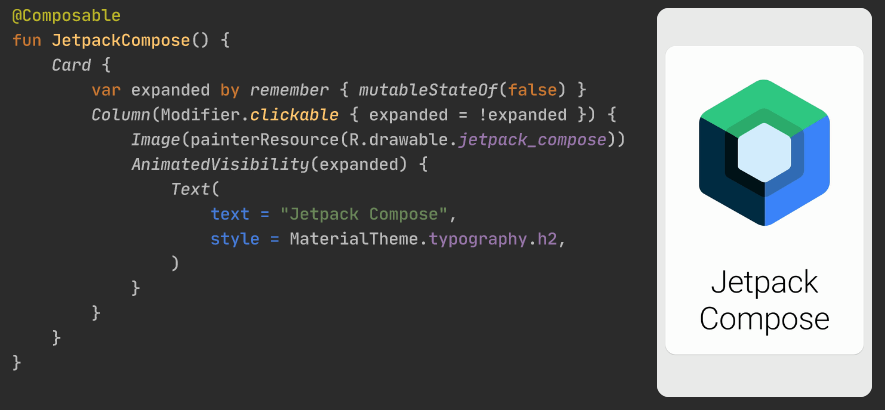 @Composable
fun JetpackCompose() {
    Card {
        var expanded by remember { mutableStateOf(false) }
        Column(Modifier.clickable { expanded = !expanded }) {
            Image(painterResource(R.drawable.jetpack_compose))
            AnimatedVisibility(expanded) {
                Text(
                    text = "Jetpack Compose",
                    style = MaterialTheme.typography.h2,
                )
            }
        }
    }
}
Jetpack
Compose